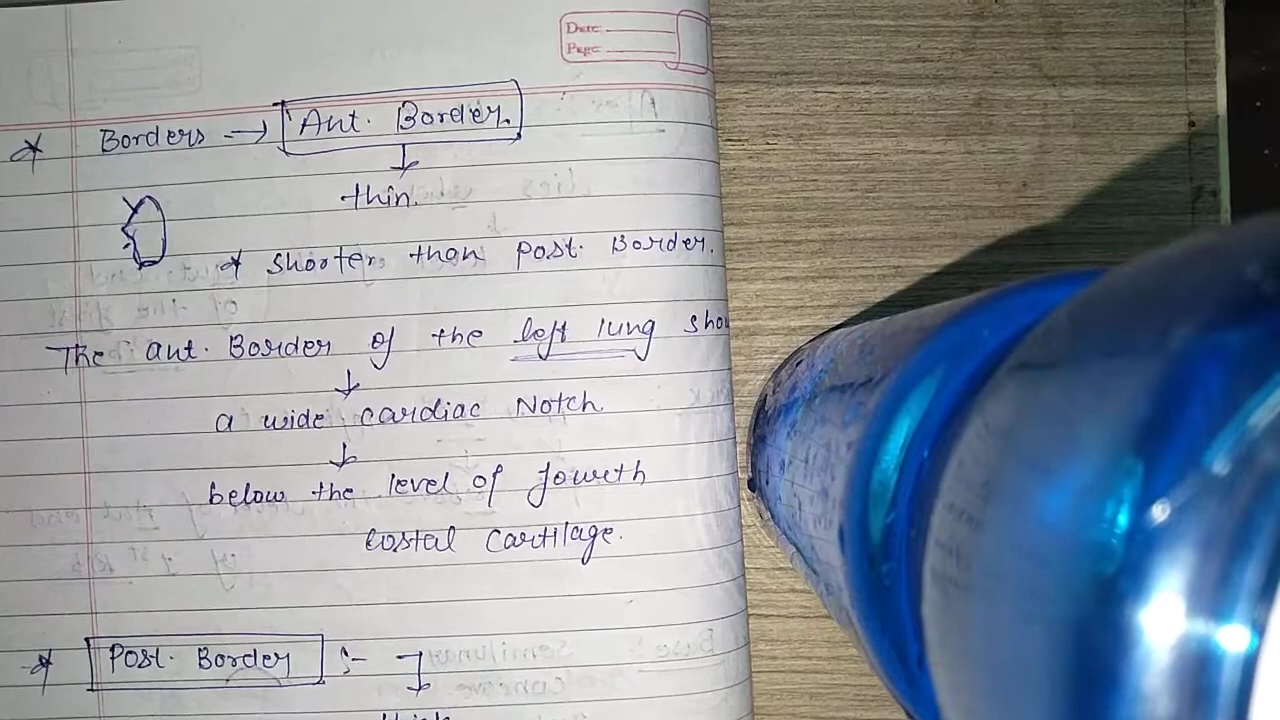 Date
Page
* Borders → Ant. Border.
↓
thin.
* shorter than post. Border.
The ant. Border of the left lung sho
↓
a wide cardiac Notch
↓
below the level of fourth
costal cartilage.
* Post. Border :-
↓